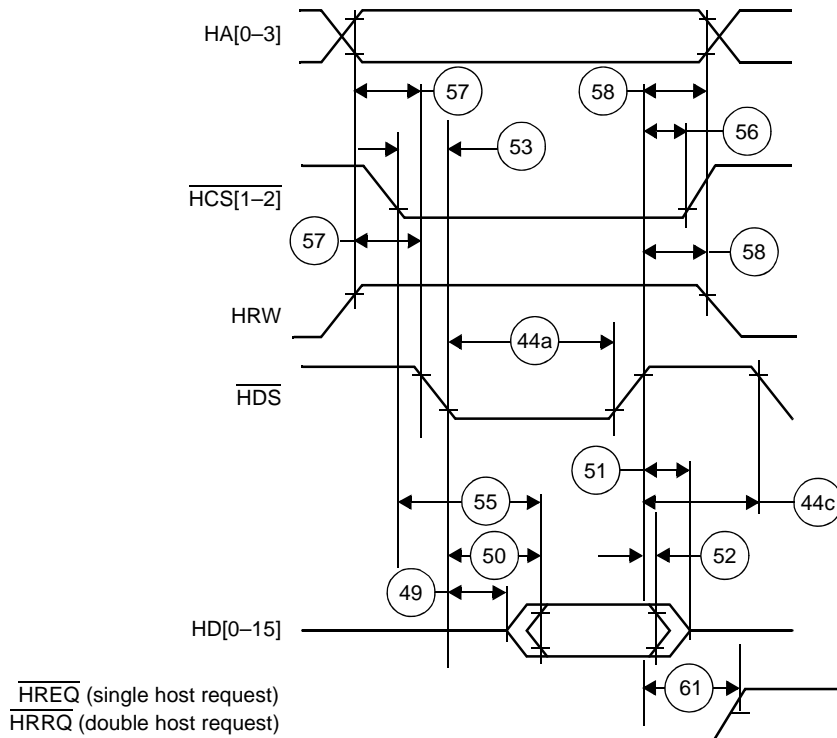 HA[0–3]
57
58
56
53
HCS[1–2]
57
58
HRW
44a
HDS
51
55
44c
50
52
49
HD[0–15]
61
HREQ (single host request)
HRRQ (double host request)